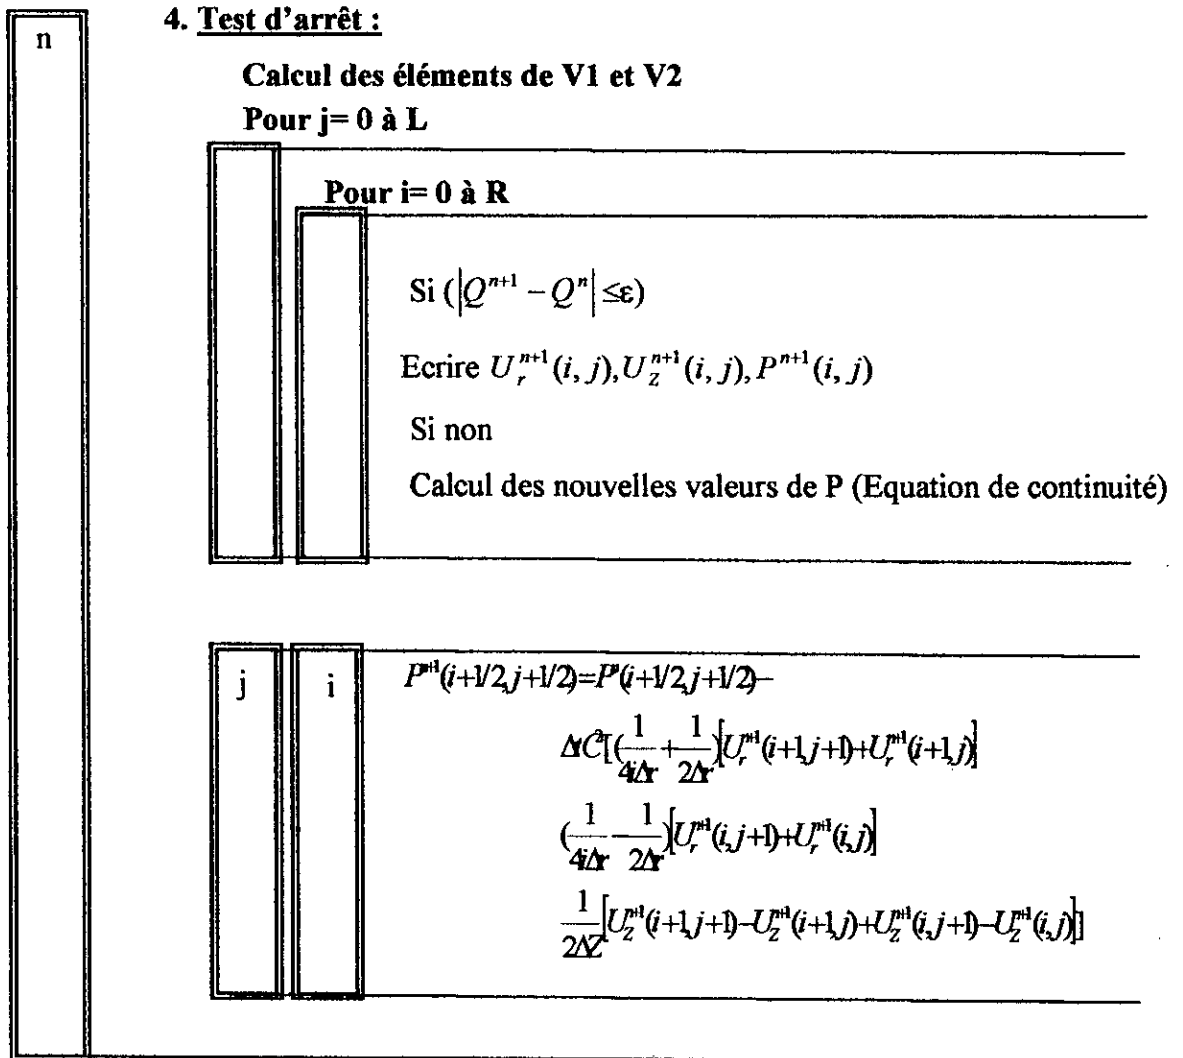 4. Test d’arrêt :
n
Calcul des éléments de V1 et V2
Pour j= 0 à L
Pour i= 0 à R
Si (|Q^{n+1} − Q^n| ≤ε)
Ecrire U_r^{n+1}(i, j), U_Z^{n+1}(i, j), P^{n+1}(i, j)
Si non
Calcul des nouvelles valeurs de P (Equation de continuité)
j i P^{n+1}(i+1/2, j+1/2)=P^n(i+1/2, j+1/2)−
ΔtC²[(1/4iΔr + 1/2Δr)[U_r^{n+1}(i+1, j+1)+U_r^{n+1}(i+1, j)]
(1/4iΔr − 1/2Δr)[U_r^{n+1}(i, j+1)+U_r^{n+1}(i, j)]
1/2ΔZ[U_Z^{n+1}(i+1, j+1)−U_Z^{n+1}(i+1, j)+U_Z^{n+1}(i, j+1)−U_Z^{n+1}(i, j)]]